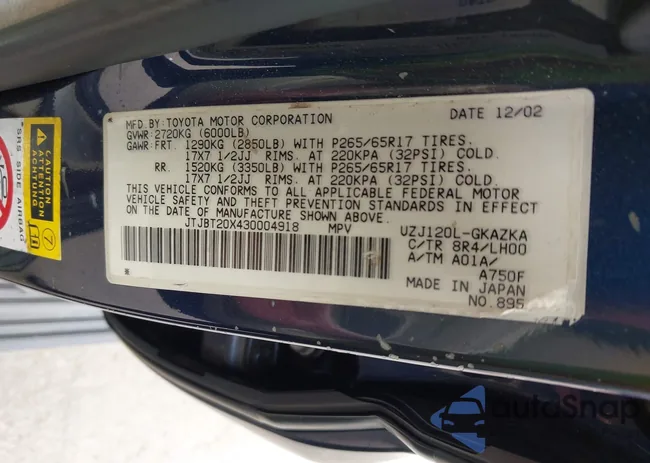 MFD.BY:TOYOTA MOTOR CORPORATION DATE 12/02
GVWR:2720KG (6000LB)
GAWR:FRT. 1290KG (2850LB) WITH P265/65R17 TIRES.
17X7 1/2JJ RIMS. AT 220KPA (32PSI) COLD.
RR. 1520KG (3350LB) WITH P265/65R17 TIRES.
17X7 1/2JJ RIMS. AT 220KPA (32PSI) COLD.
THIS VEHICLE CONFORMS TO ALL APPLICABLE FEDERAL MOTOR
VEHICLE SAFETY AND THEFT PREVENTION STANDARDS IN EFFECT
ON THE DATE OF MANUFACTURE SHOWN ABOVE.
JTJBT20X430004918 MPV UZJ120L-GKAZKA
C/TR 8R4/LH00
A/TM A01A/
A750F
MADE IN JAPAN
NO.895
CAUTION
ATTENTION
Achtung
SRS SIDE AIRBAG
autoSnap